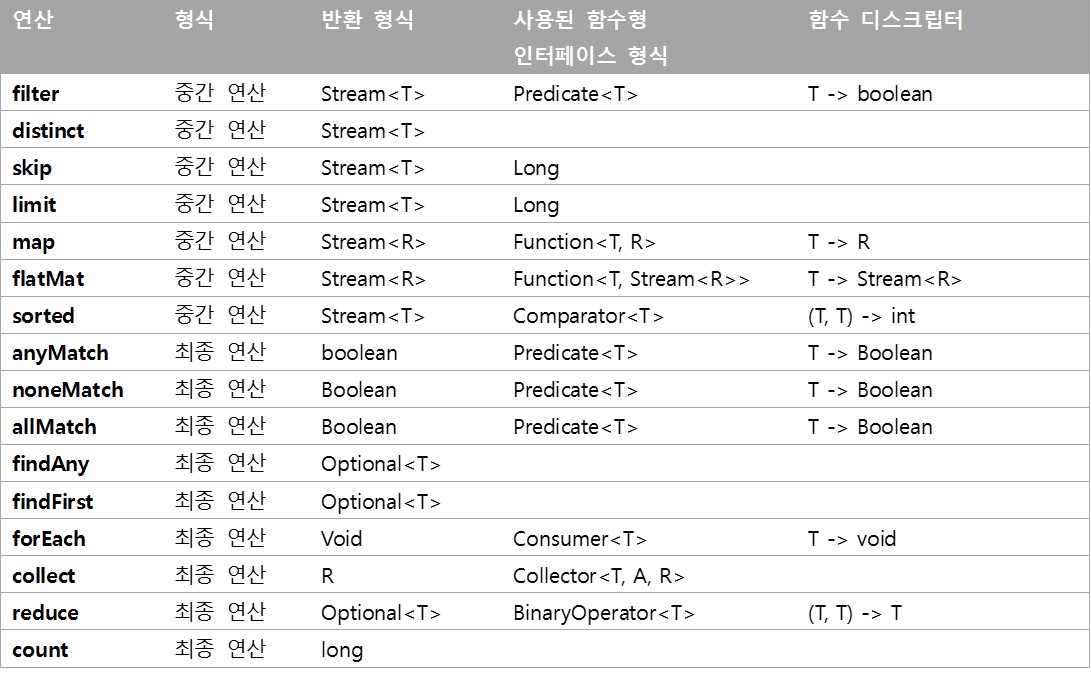 연산 형식 반환 형식 사용된 함수형 함수 디스크립터
인터페이스 형식
filter 중간 연산 Stream<T> Predicate<T> T -> boolean
distinct 중간 연산 Stream<T>
skip 중간 연산 Stream<T> Long
limit 중간 연산 Stream<T> Long
map 중간 연산 Stream<R> Function<T, R> T -> R
flatMat 중간 연산 Stream<R> Function<T, Stream<R>> T -> Stream<R>
sorted 중간 연산 Stream<T> Comparator<T> (T, T) -> int
anyMatch 최종 연산 boolean Predicate<T> T -> Boolean
noneMatch 최종 연산 Boolean Predicate<T> T -> Boolean
allMatch 최종 연산 Boolean Predicate<T> T -> Boolean
findAny 최종 연산 Optional<T>
findFirst 최종 연산 Optional<T>
forEach 최종 연산 Void Consumer<T> T -> void
collect 최종 연산 R Collector<T, A, R>
reduce 최종 연산 Optional<T> BinaryOperator<T> (T, T) -> T
count 최종 연산 long